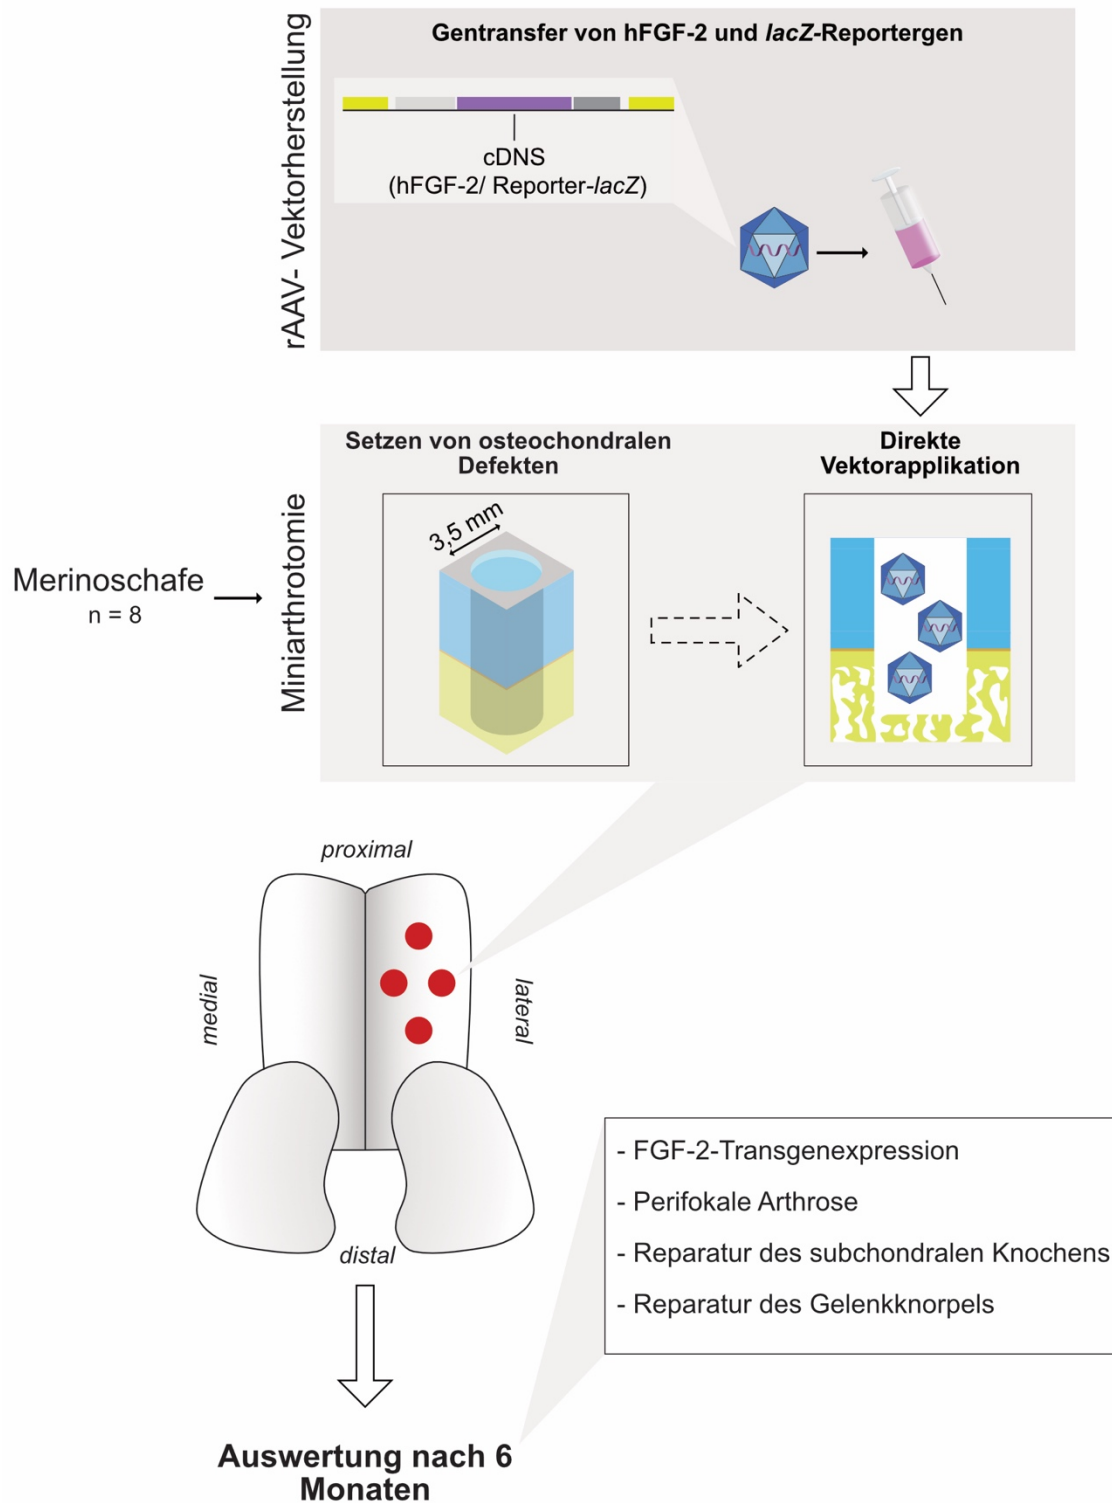 rAAV- Vektorherstellung
Gentransfer von hFGF-2 und lacZ-Reportergen
cDNS
(hFGF-2/ Reporter-lacZ)
Merinoschafe
n = 8
Miniarthrotomie
Setzen von osteochondralen
Defekten
3,5 mm
Direkte
Vektorapplikation
proximal
medial
lateral
distal
- FGF-2-Transgenexpression
- Perifokale Arthrose
- Reparatur des subchondralen Knochens
- Reparatur des Gelenkknorpels
Auswertung nach 6
Monaten